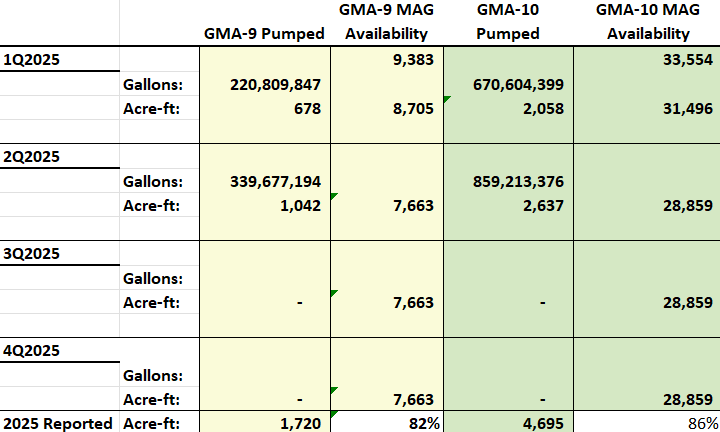 GMA-9 Pumped GMA-9 MAG Availability GMA-10 Pumped GMA-10 MAG Availability
1Q2025 9,383 33,554
Gallons: 220,809,847 670,604,399
Acre-ft: 678 8,705 2,058 31,496
2Q2025
Gallons: 339,677,194 859,213,376
Acre-ft: 1,042 7,663 2,637 28,859
3Q2025
Gallons:
Acre-ft: - 7,663 - 28,859
4Q2025
Gallons:
Acre-ft: - 7,663 - 28,859
2025 Reported Acre-ft: 1,720 82% 4,695 86%